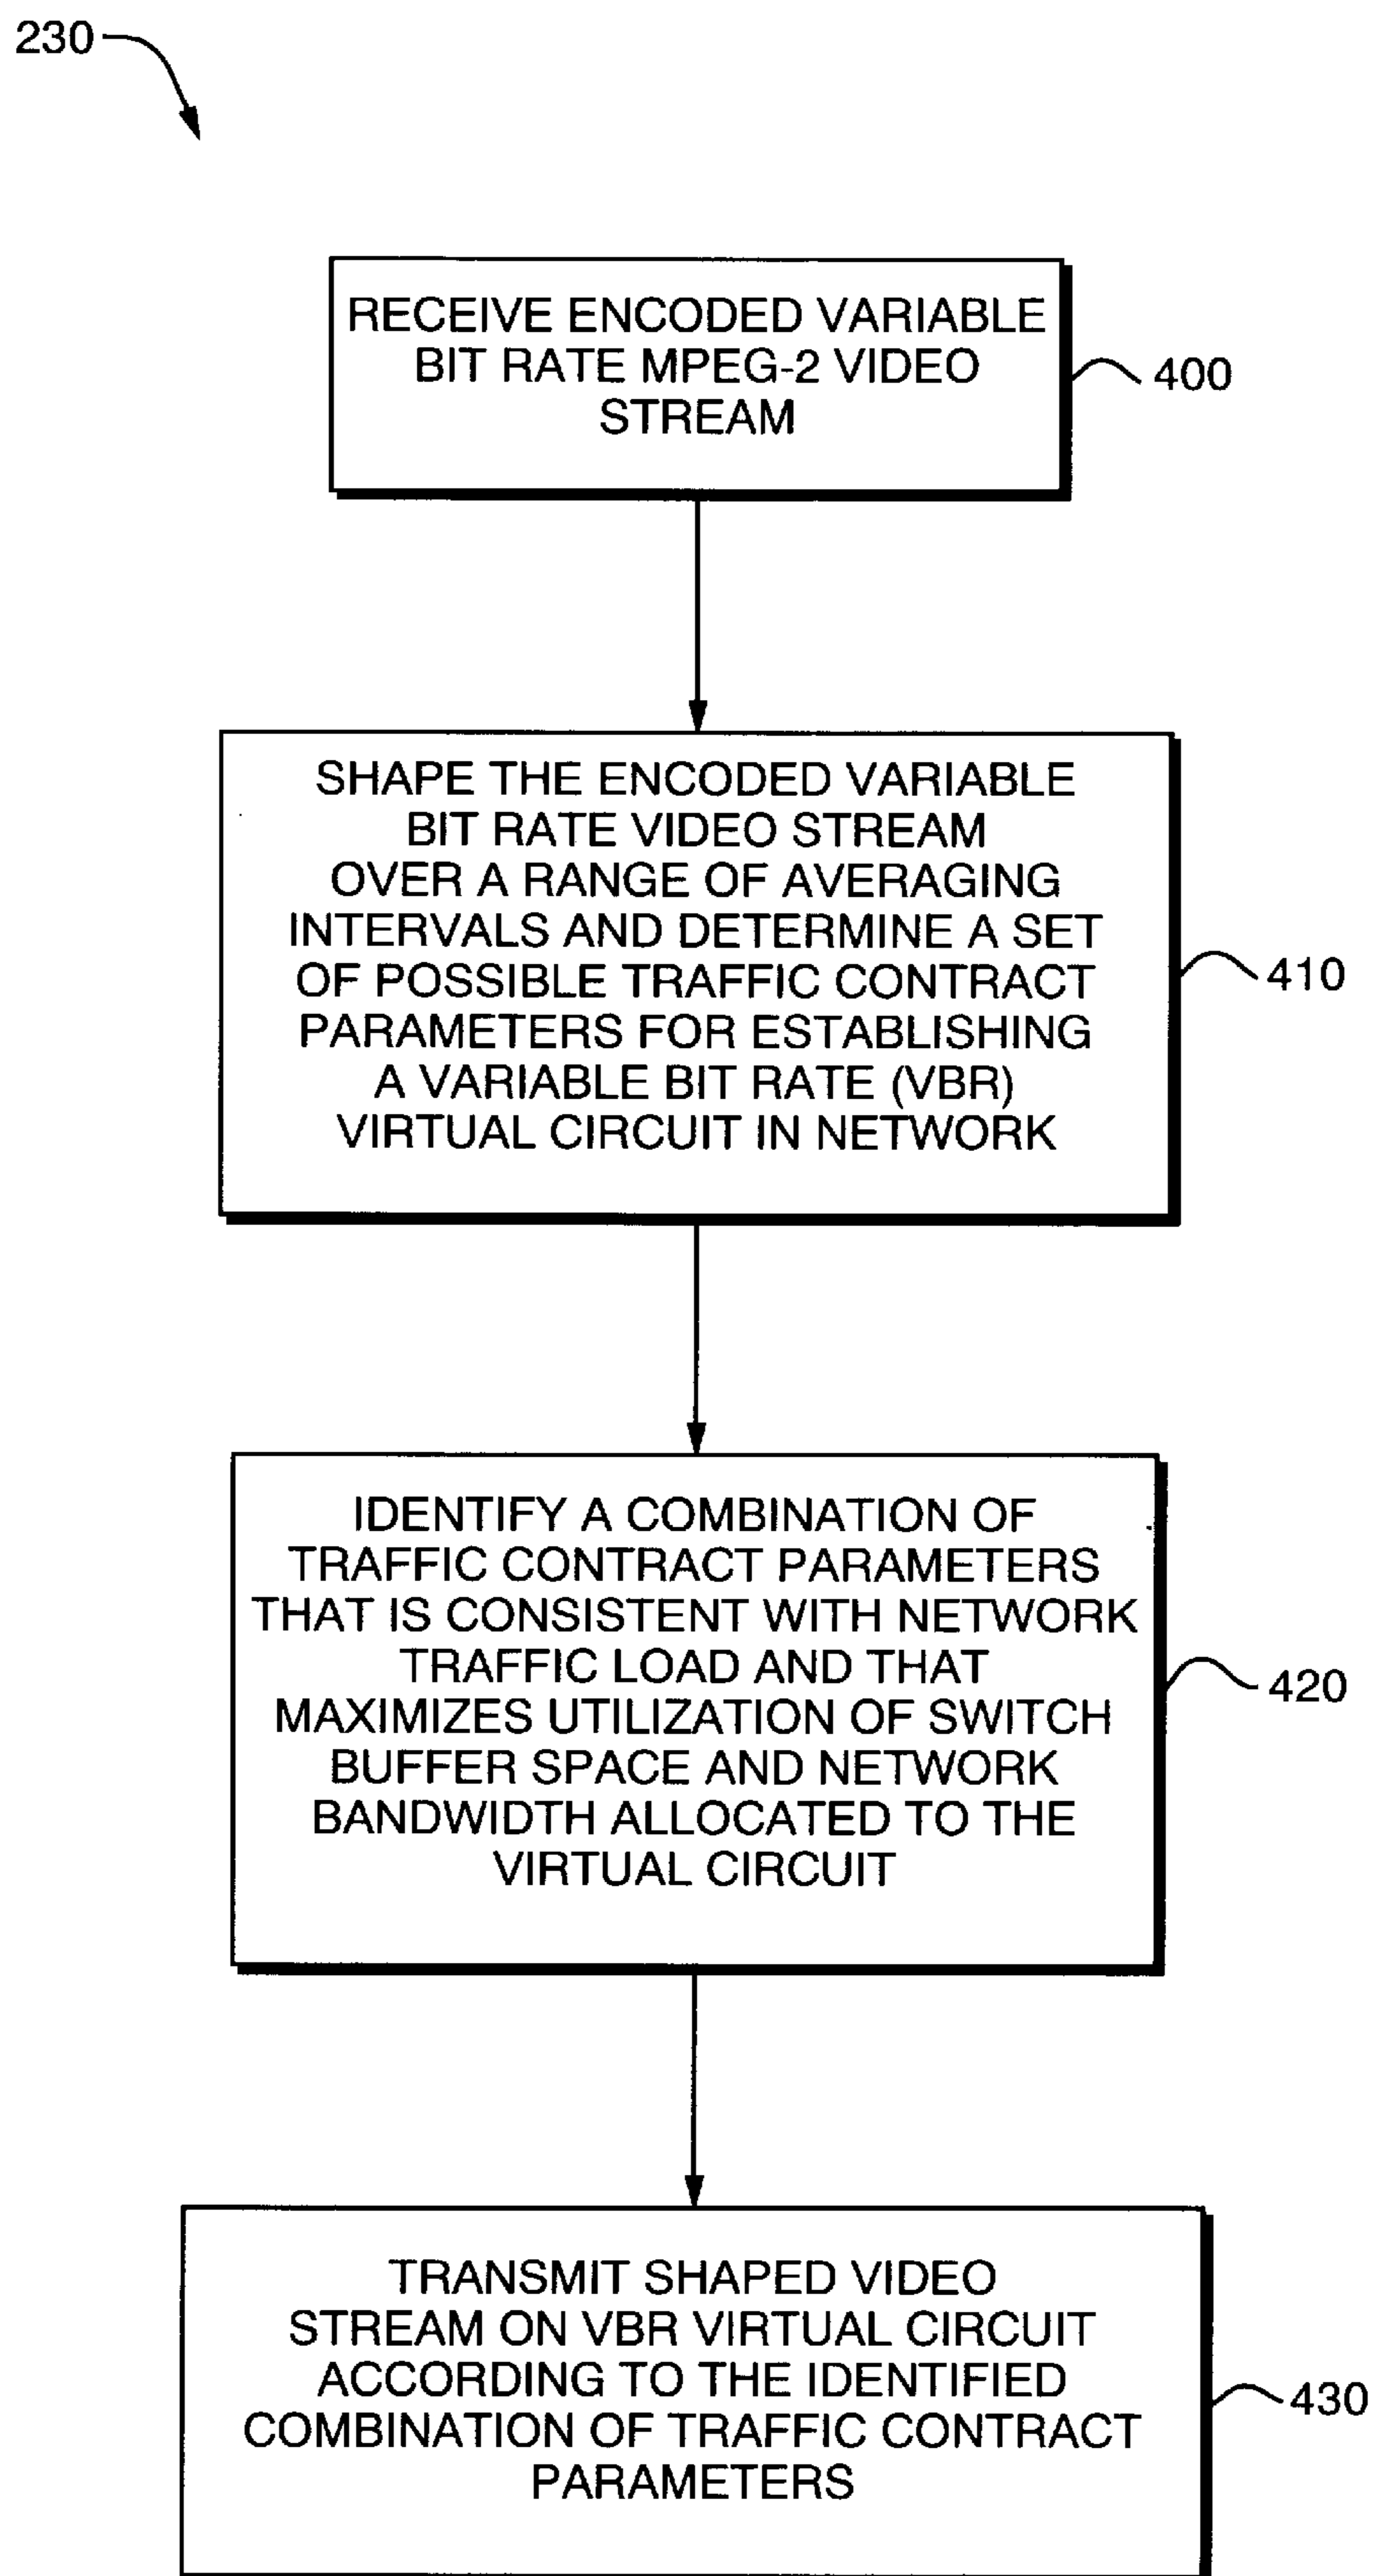 230
RECEIVE ENCODED VARIABLE
BIT RATE MPEG-2 VIDEO
STREAM
400
SHAPE THE ENCODED VARIABLE
BIT RATE VIDEO STREAM
OVER A RANGE OF AVERAGING
INTERVALS AND DETERMINE A SET
OF POSSIBLE TRAFFIC CONTRACT
PARAMETERS FOR ESTABLISHING
A VARIABLE BIT RATE (VBR)
VIRTUAL CIRCUIT IN NETWORK
410
IDENTIFY A COMBINATION OF
TRAFFIC CONTRACT PARAMETERS
THAT IS CONSISTENT WITH NETWORK
TRAFFIC LOAD AND THAT
MAXIMIZES UTILIZATION OF SWITCH
BUFFER SPACE AND NETWORK
BANDWIDTH ALLOCATED TO THE
VIRTUAL CIRCUIT
420
TRANSMIT SHAPED VIDEO
STREAM ON VBR VIRTUAL CIRCUIT
ACCORDING TO THE IDENTIFIED
COMBINATION OF TRAFFIC CONTRACT
PARAMETERS
430